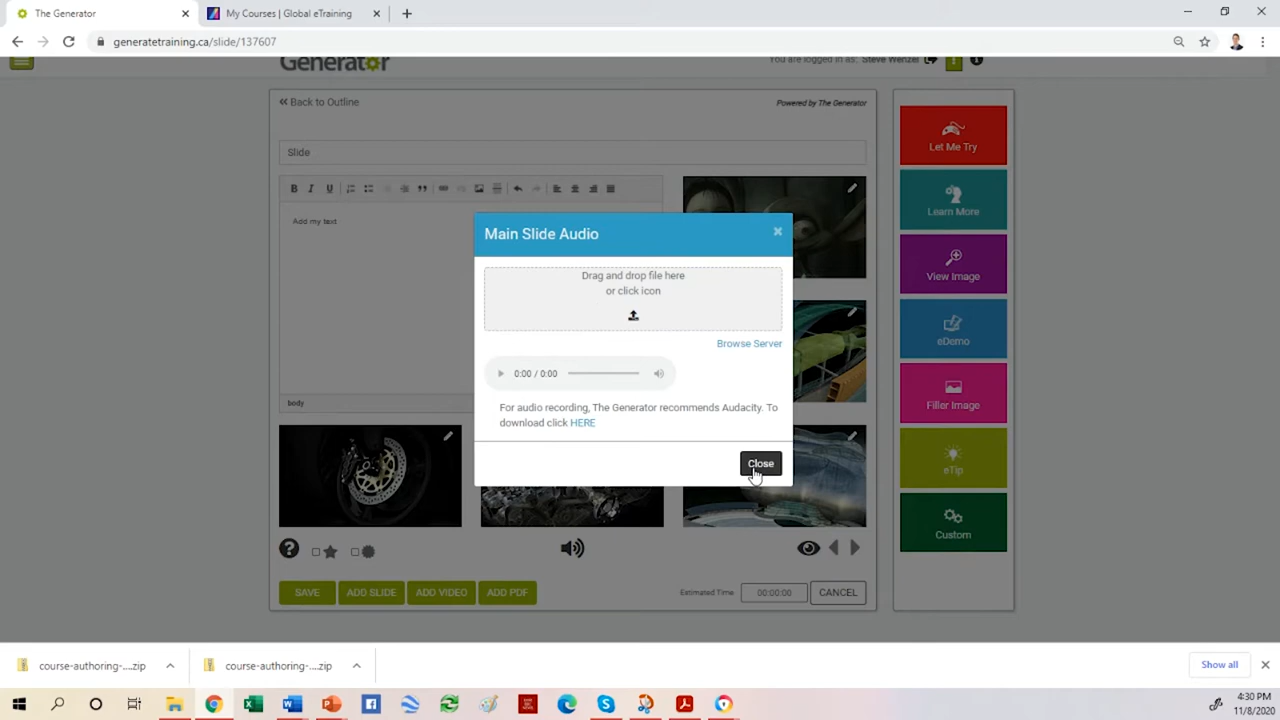 The Generator
My Courses | Global eTraining
generatetraining.ca/slide/137607
Generator
You are logged in as: Steve Wenzel
Back to Outline
Powered by The Generator
Slide
B I U
Add my text
body
Main Slide Audio
Drag and drop file here
or click icon
Browse Server
0:00 / 0:00
For audio recording, The Generator recommends Audacity. To
download click HERE
Close
Let Me Try
Learn More
View Image
eDemo
Filler Image
eTip
Custom
SAVE
ADD SLIDE
ADD VIDEO
ADD PDF
Estimated Time
00:00:00
CANCEL
course-authoring-....zip
course-authoring-....zip
Show all
4:30 PM
11/8/2020